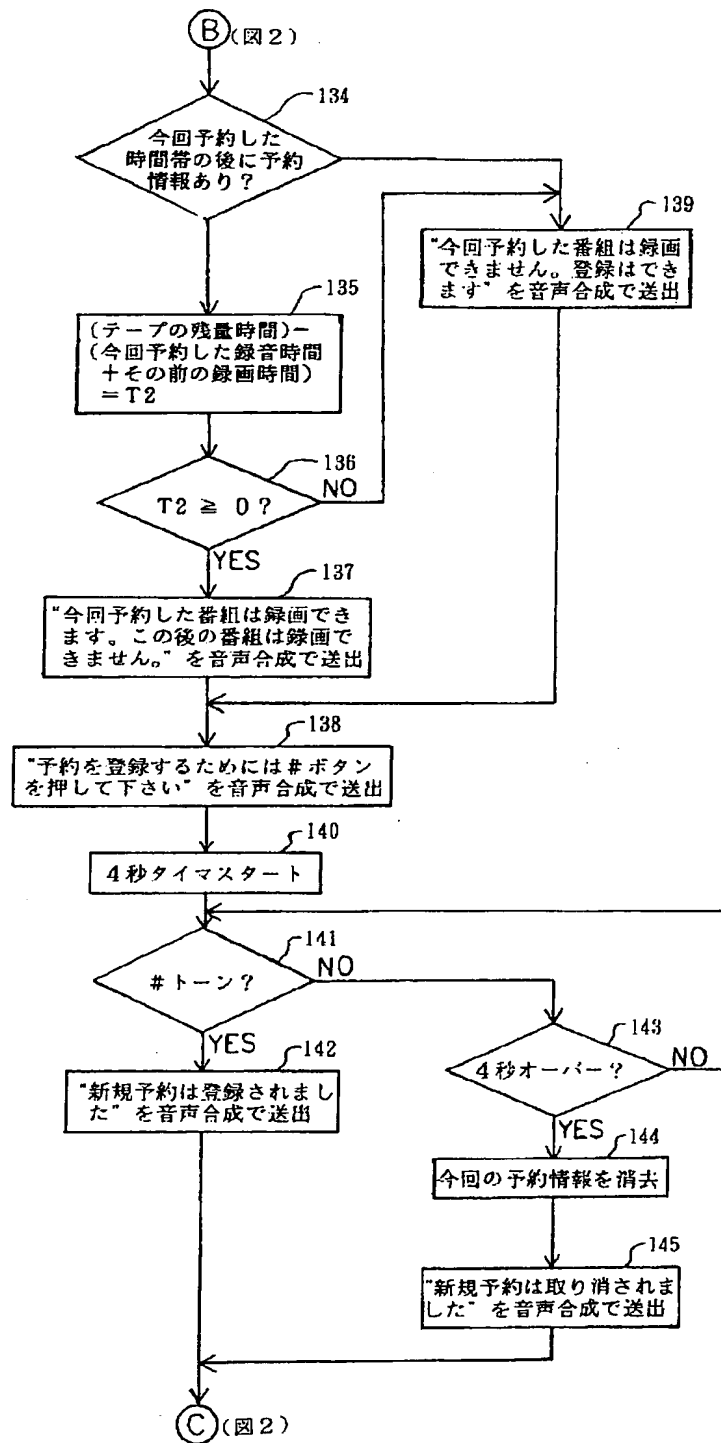 B (図2)
134
今回予約した
時間帯の後に予約
情報あり？
139
“今回予約した番組は録画
できません。登録はでき
ます”を音声合成で送出
135
(テープの残量時間)−
(今回予約した録音時間
+その前の録画時間)
=T2
136
T2 ≧ 0？
NO
YES
137
“今回予約した番組は録画でき
ます。この後の番組は録画で
きません。”を音声合成で送出
138
“予約を登録するためには#ボタン
を押して下さい”を音声合成で送出
140
4秒タイマスタート
141
#トーン？
NO
YES
142
“新規予約は登録されまし
た”を音声合成で送出
143
4秒オーバー？
NO
YES
144
今回の予約情報を消去
145
“新規予約は取り消されま
した”を音声合成で送出
C (図2)